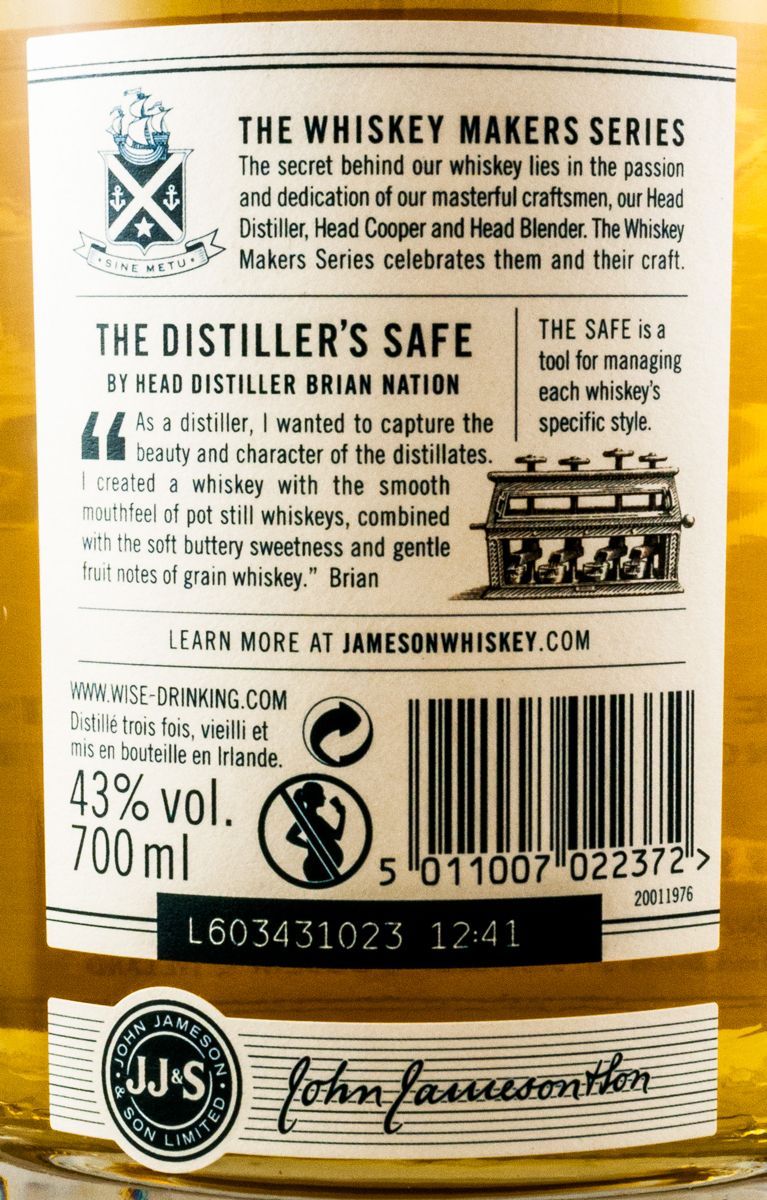 THE WHISKEY MAKERS SERIES
The secret behind our whiskey lies in the passion
and dedication of our masterful craftsmen, our Head
Distiller, Head Cooper and Head Blender. The Whiskey
Makers Series celebrates them and their craft.
SINE METU
THE DISTILLER'S SAFE
BY HEAD DISTILLER BRIAN NATION
“ As a distiller, I wanted to capture the
beauty and character of the distillates.
I created a whiskey with the smooth
mouthfeel of pot still whiskeys, combined
with the soft buttery sweetness and gentle
fruit notes of grain whiskey.” Brian
THE SAFE is a
tool for managing
each whiskey's
specific style.
LEARN MORE AT JAMESONWHISKEY.COM
WWW.WISE-DRINKING.COM
Distillé trois fois, vieilli et
mis en bouteille en Irlande.
43% vol.
700 ml
5 011007 022372 >
20011976
L603431023 12:41
JOHN JAMESON
JJ&S
& SON LIMITED
John Jameson & Son